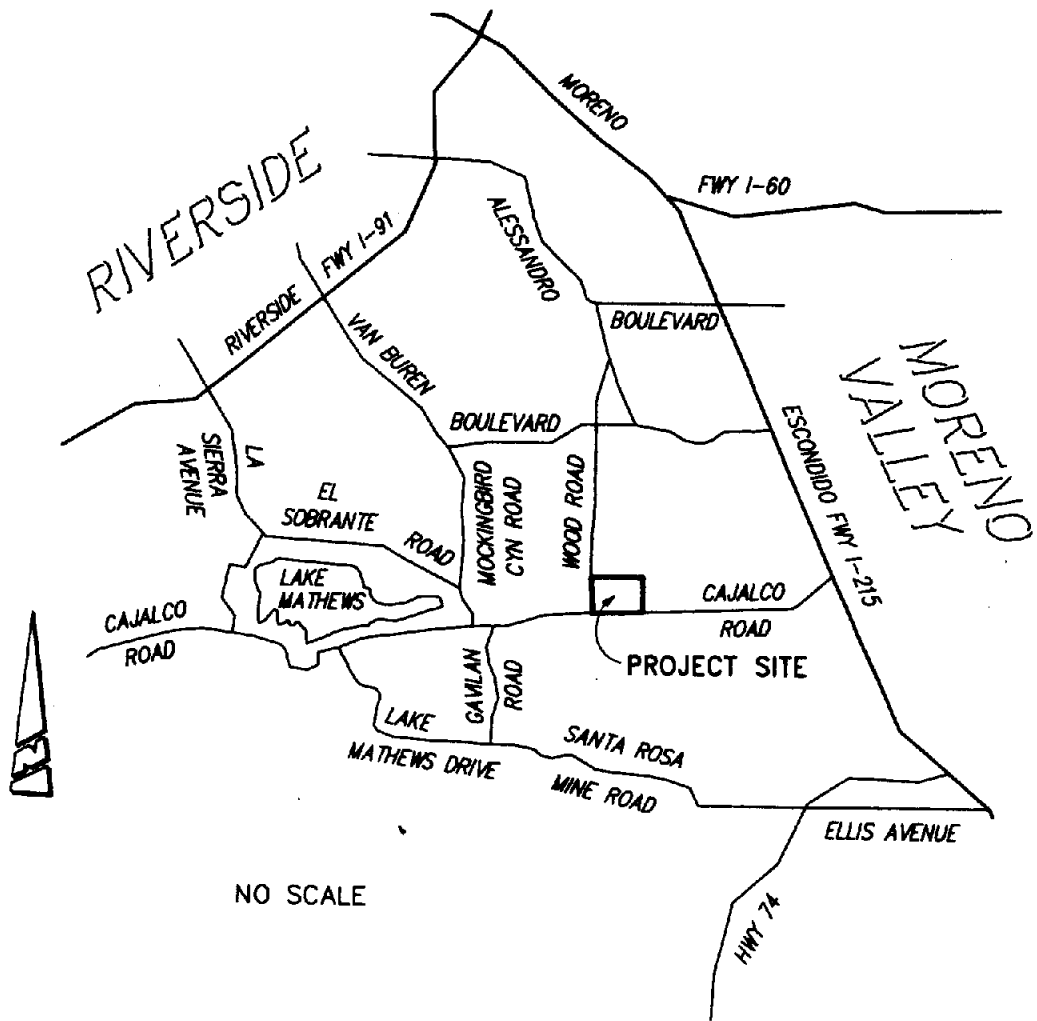 MORENO
FWY I-60
RIVERSIDE
RIVERSIDE FWY I-91
ALESSANDRO
BOULEVARD
VAN BUREN
BOULEVARD
MORENO
VALLEY
ESCONDIDO FWY I-215
LA
SIERRA
AVENUE
EL
SOBRANTE
ROAD
MOCKINGBIRD
CYN ROAD
WOOD ROAD
LAKE
MATHEWS
CAJALCO
ROAD
CAJALCO
ROAD
PROJECT SITE
GAVILAN
ROAD
LAKE
MATHEWS DRIVE
SANTA ROSA
MINE ROAD
ELLIS AVENUE
HWY 74
N
NO SCALE